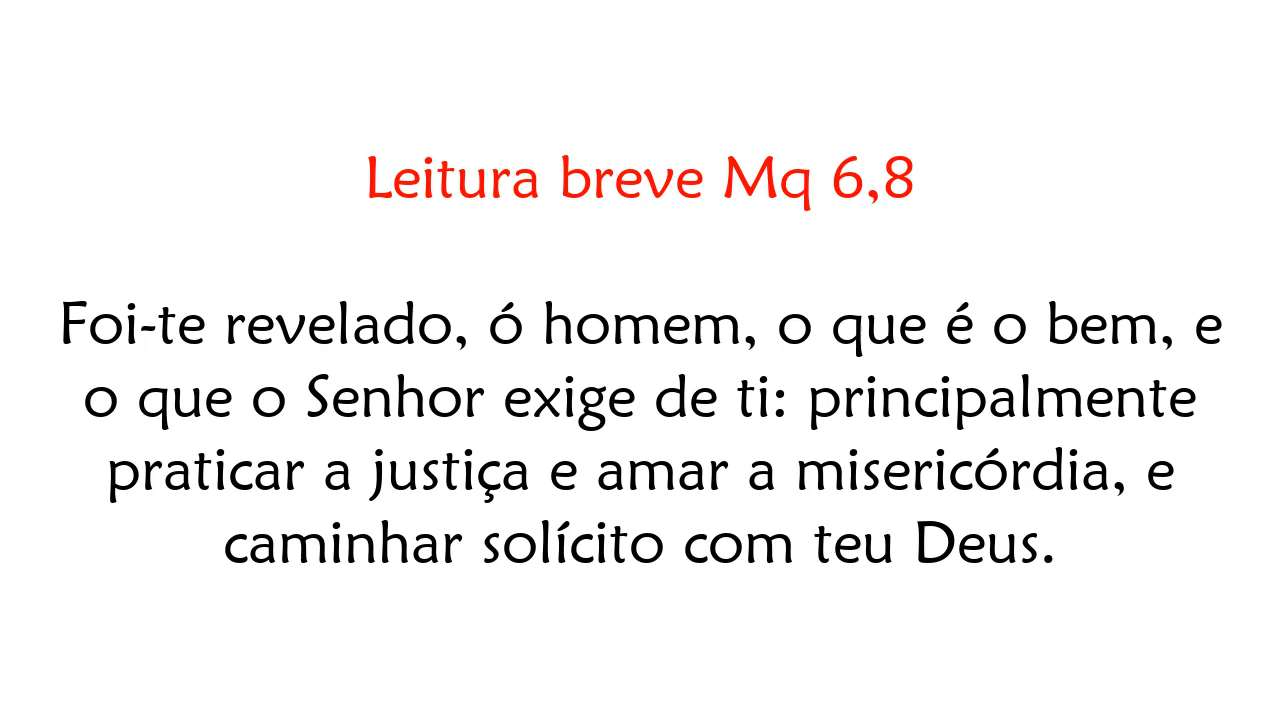 Leitura breve Mq 6,8
Foi-te revelado, ó homem, o que é o bem, e
o que o Senhor exige de ti: principalmente
praticar a justiça e amar a misericórdia, e
caminhar solícito com teu Deus.